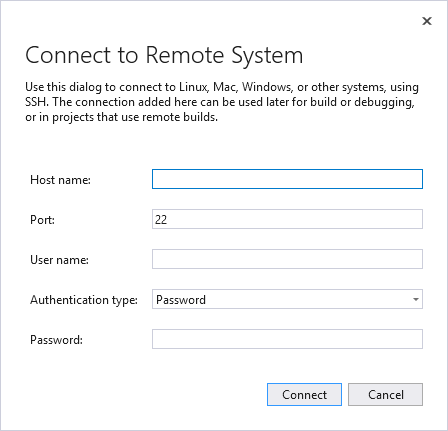 Connect to Remote System
Use this dialog to connect to Linux, Mac, Windows, or other systems, using
SSH. The connection added here can be used later for build or debugging,
or in projects that use remote builds.
Host name:
Port: 22
User name:
Authentication type: Password
Password:
Connect Cancel